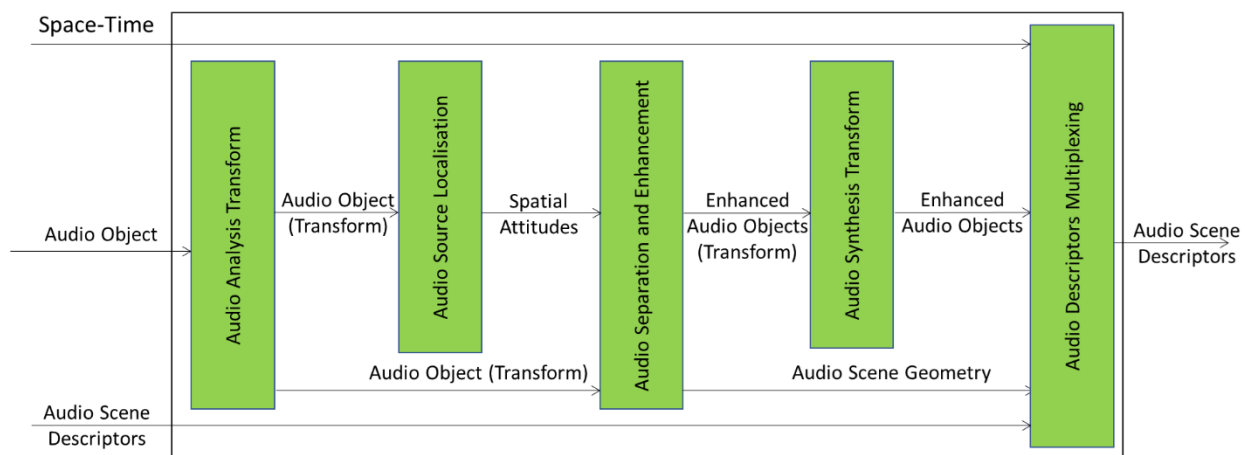 Space-Time
Audio Object
Audio Scene
Descriptors
Audio Analysis Transform
Audio Object
(Transform)
Audio Source Localisation
Spatial
Attitudes
Audio Object (Transform)
Audio Separation and Enhancement
Enhanced
Audio Objects
(Transform)
Audio Synthesis Transform
Enhanced
Audio Objects
Audio Scene Geometry
Audio Descriptors Multiplexing
Audio Scene
Descriptors